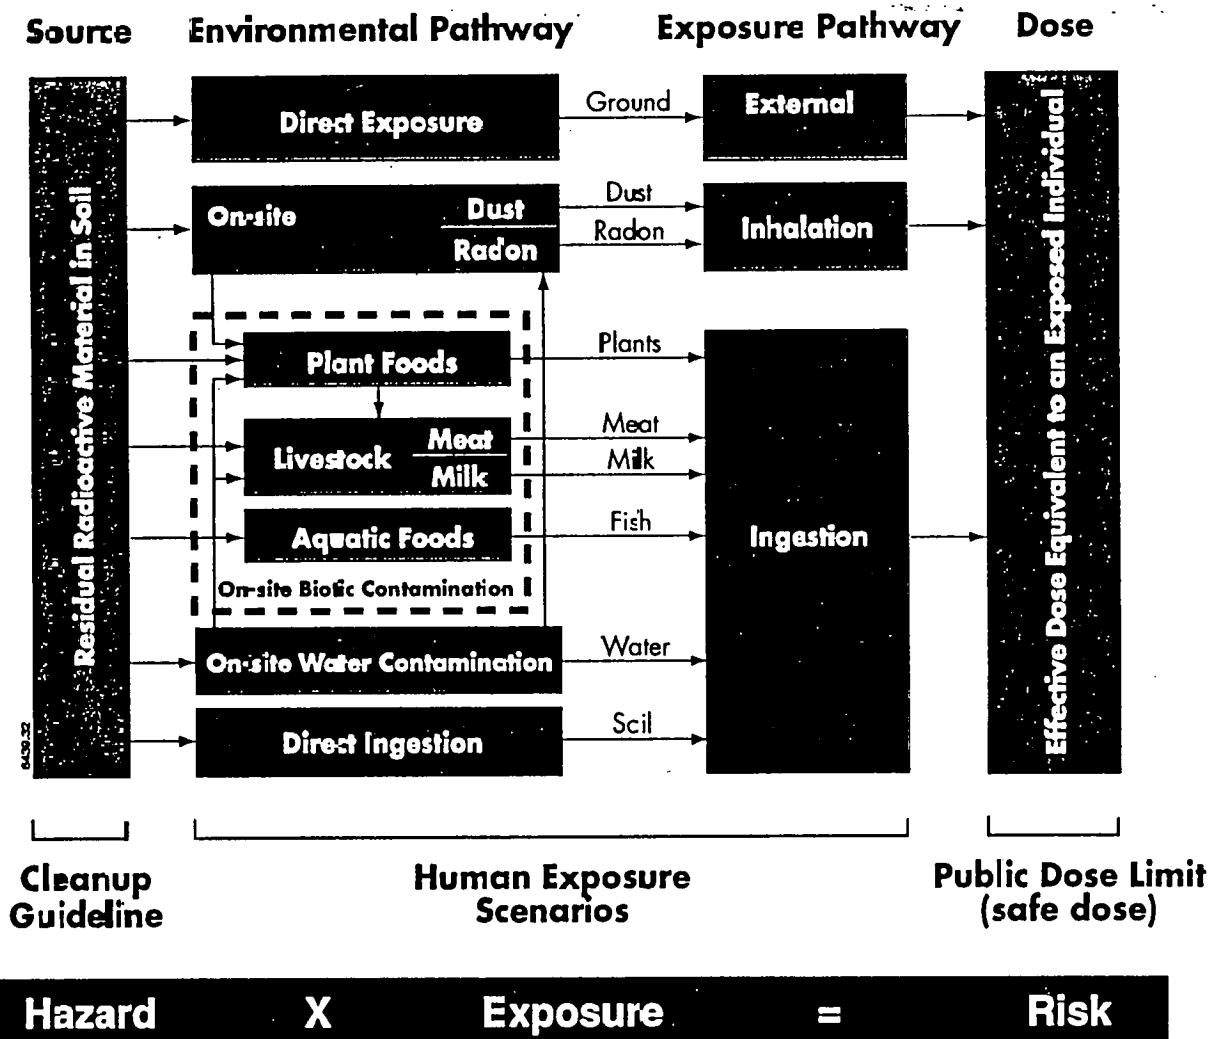 Source Environmental Pathway Exposure Pathway Dose
Residual Radioactive Material in Soil
Direct Exposure
Ground
External
On-site
Dust
Radon
Dust
Radon
Inhalation
Plant Foods
Plants
Livestock
Meat
Milk
Meat
Milk
Aquatic Foods
Fish
Ingestion
On-site Biotic Contamination
On-site Water Contamination
Water
Direct Ingestion
Soil
Effective Dose Equivalent to an Exposed Individual
6439.32
Cleanup
Guideline
Human Exposure
Scenarios
Public Dose Limit
(safe dose)
Hazard X Exposure = Risk